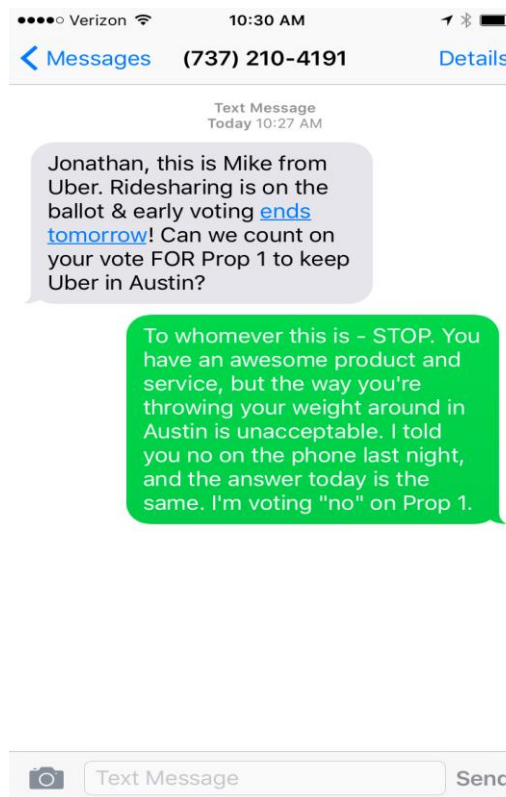 Verizon 10:30 AM
Messages (737) 210-4191 Details
Text Message
Today 10:27 AM
Jonathan, this is Mike from
Uber. Ridesharing is on the
ballot & early voting ends
tomorrow! Can we count on
your vote FOR Prop 1 to keep
Uber in Austin?
To whomever this is - STOP. You
have an awesome product and
service, but the way you're
throwing your weight around in
Austin is unacceptable. I told
you no on the phone last night,
and the answer today is the
same. I'm voting "no" on Prop 1.
Text Message Send